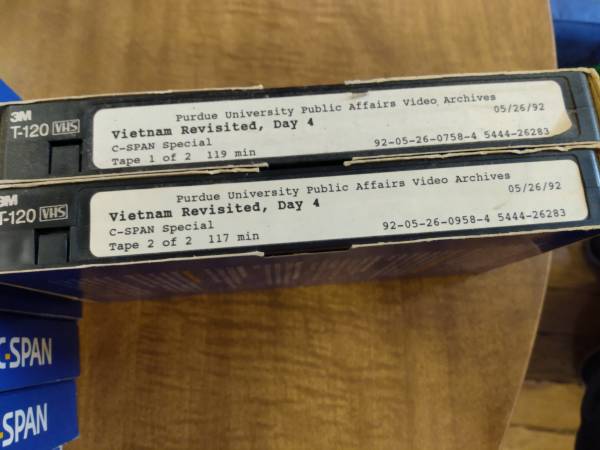 3M
T-120 VHS
Purdue University Public Affairs Video Archives
Vietnam Revisited, Day 4 05/26/92
C-SPAN Special
Tape 1 of 2 119 min 92-05-26-0758-4 5444-26283
3M
T-120 VHS
Purdue University Public Affairs Video Archives
Vietnam Revisited, Day 4 05/26/92
C-SPAN Special
Tape 2 of 2 117 min 92-05-26-0958-4 5444-26283
C-SPAN
-SPAN